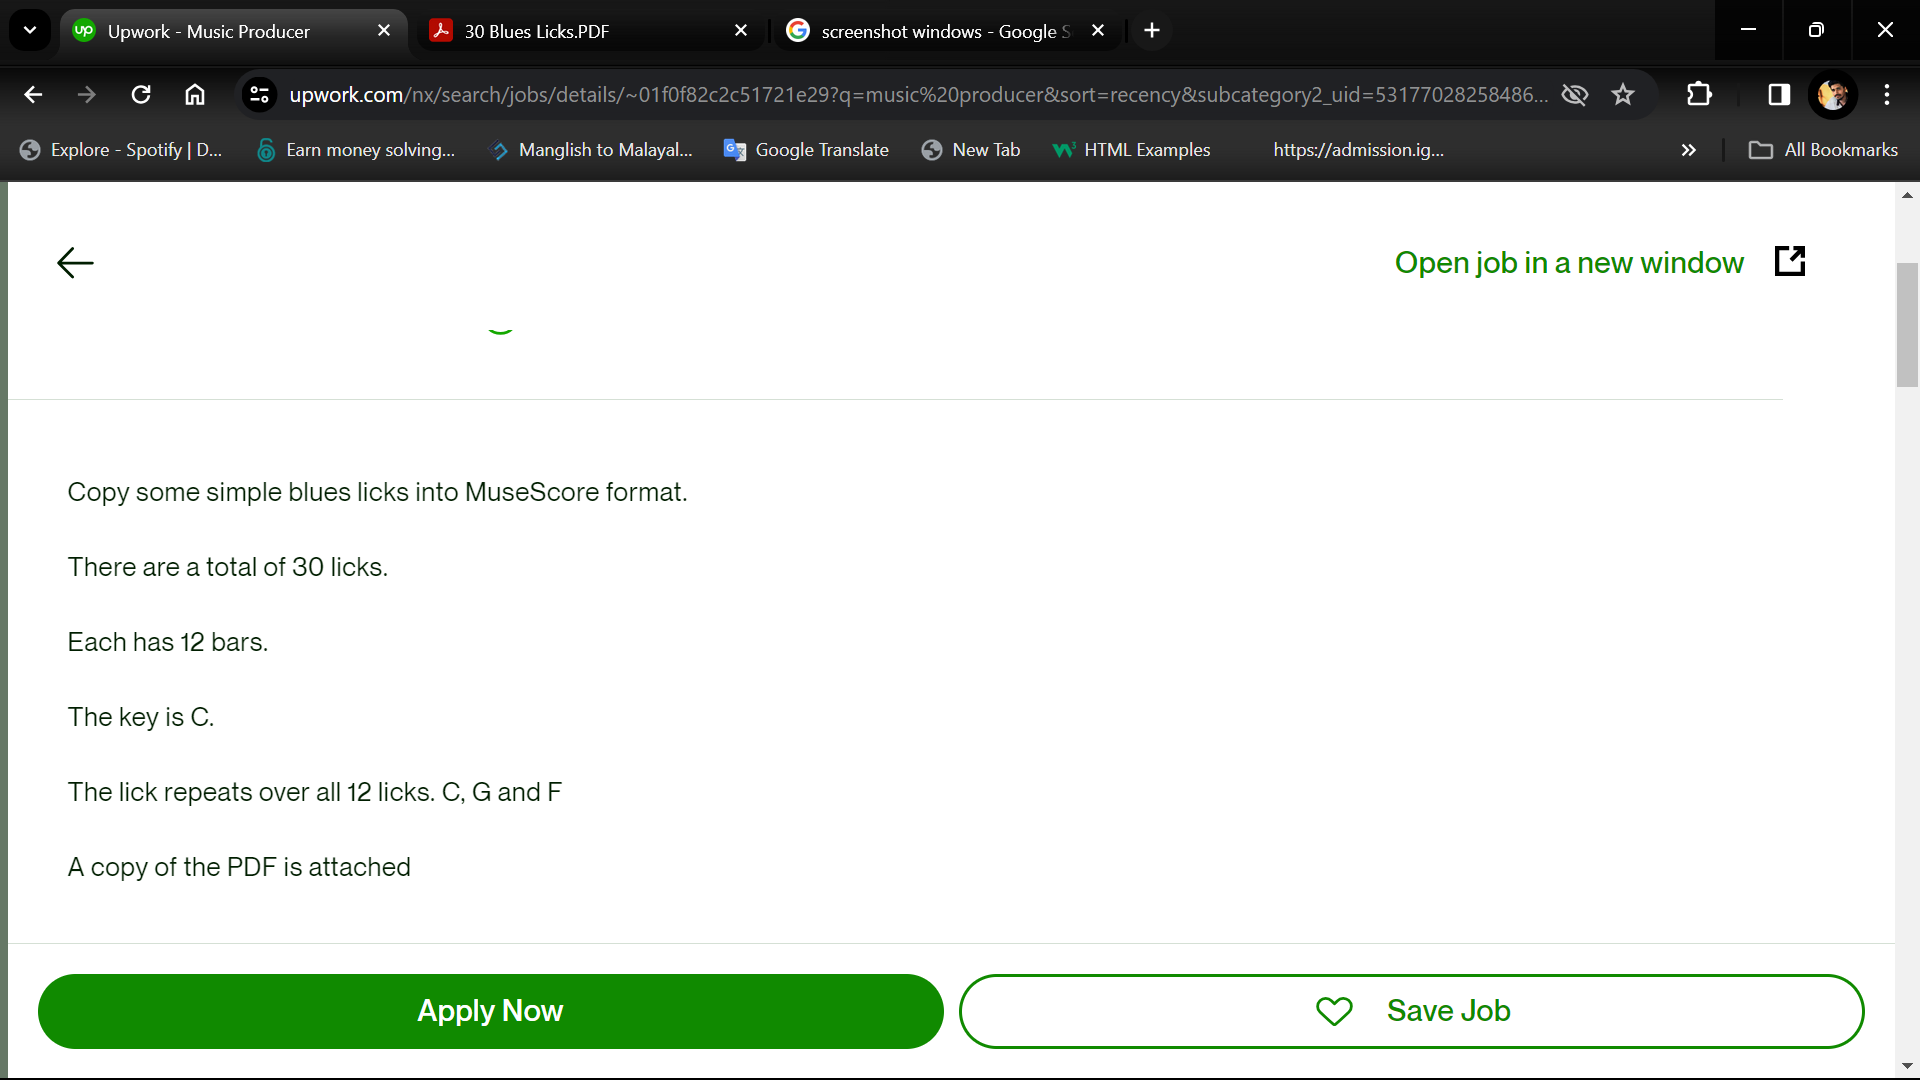 Upwork - Music Producer
30 Blues Licks.PDF
screenshot windows - Google S
upwork.com/nx/search/jobs/details/~01f0f82c2c51721e29?q=music%20producer&sort=recency&subcategory2_uid=53177028258486...
Explore - Spotify | D...
Earn money solving...
Manglish to Malayal...
Google Translate
New Tab
HTML Examples
https://admission.ig...
All Bookmarks
Open job in a new window
Copy some simple blues licks into MuseScore format.
There are a total of 30 licks.
Each has 12 bars.
The key is C.
The lick repeats over all 12 licks. C, G and F
A copy of the PDF is attached
Apply Now
Save Job